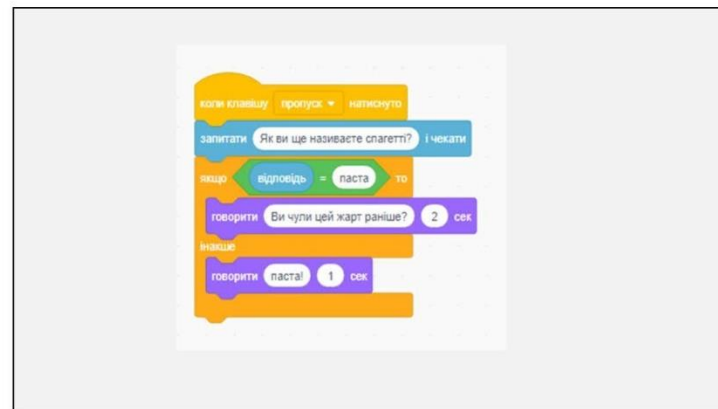 коли клавішу пропуск натиснуто
запитати Як ви ще називаєте спагетті? і чекати
якщо відповідь = паста то
говорити Ви чули цей жарт раніше? 2 сек
інакше
говорити паста! 1 сек